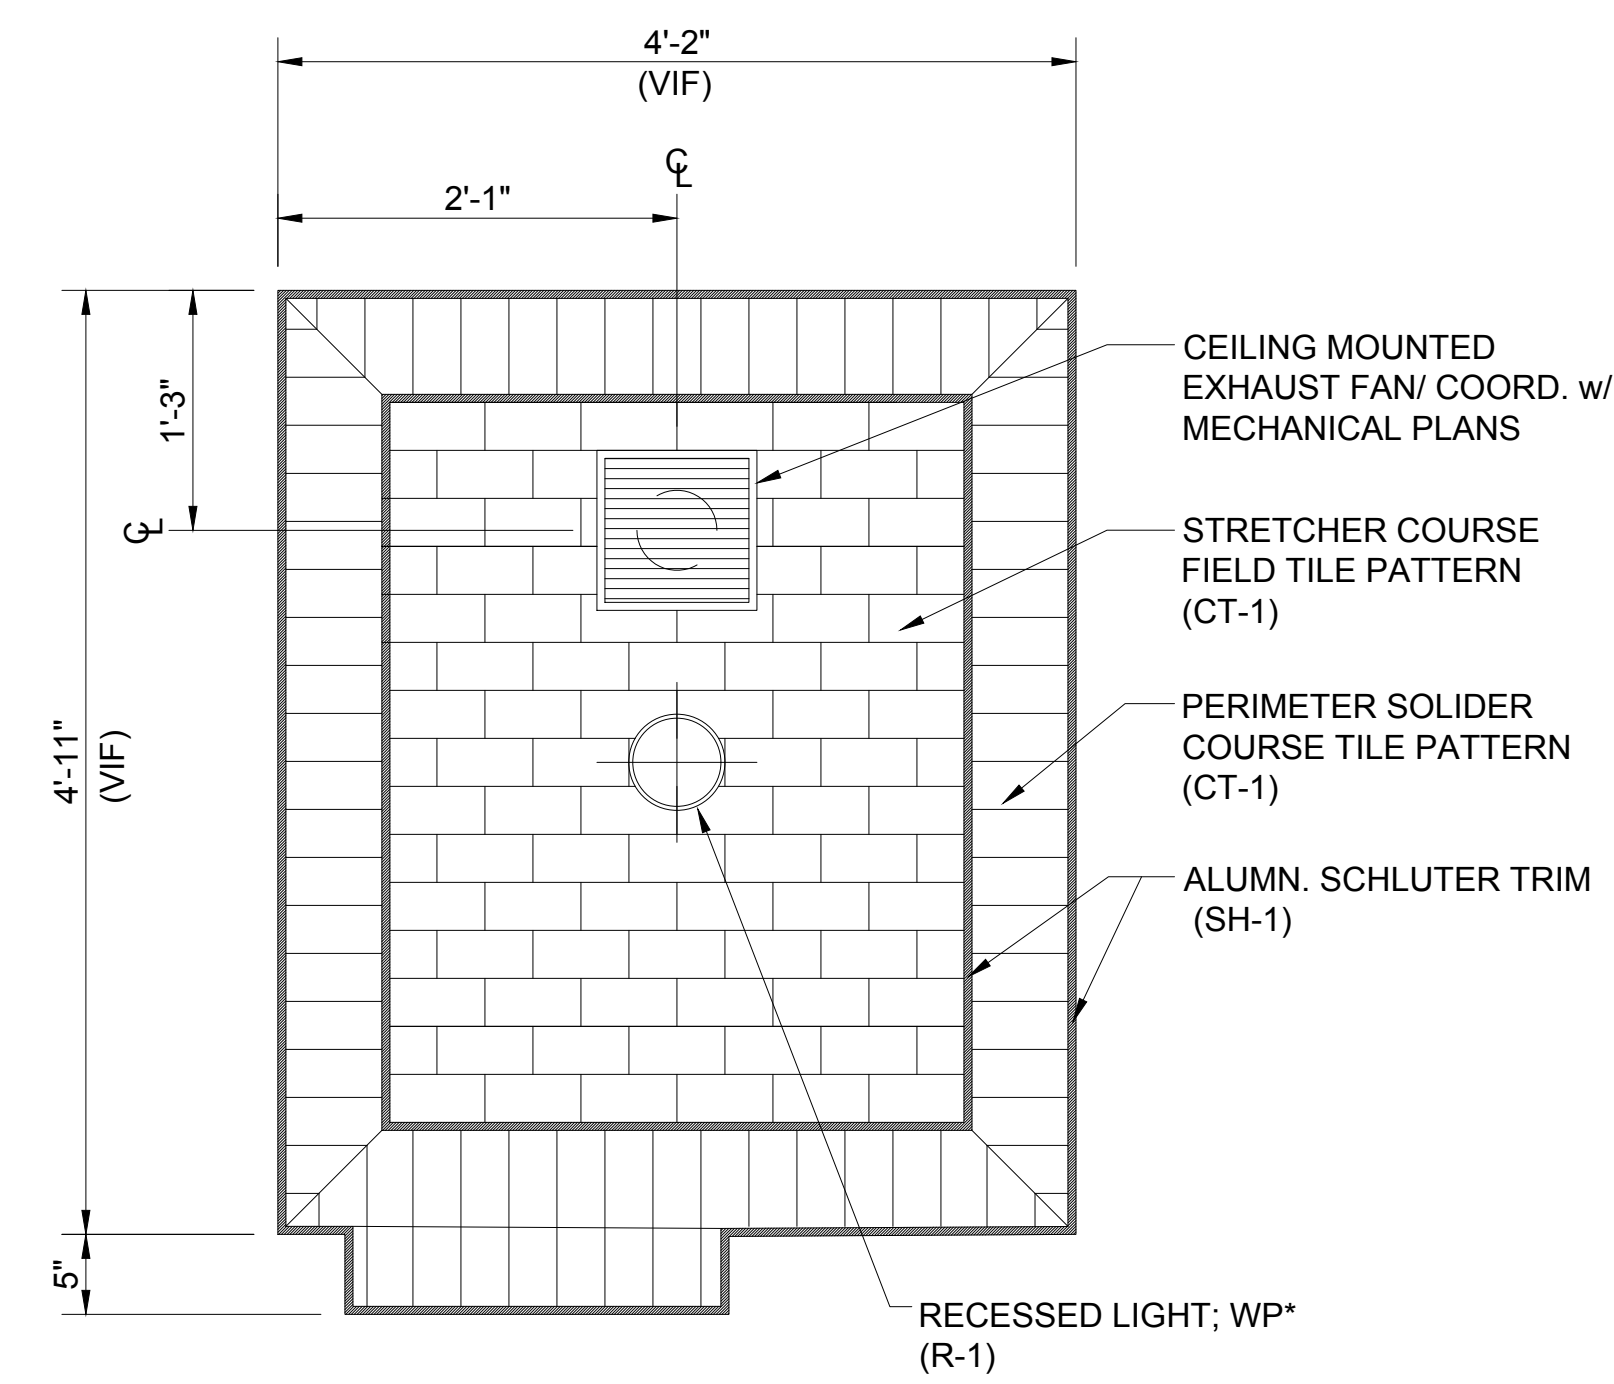 4'-2"
(VIF)
℄
2'-1"
1'-3"
℄
4'-11"
(VIF)
5"
CEILING MOUNTED
EXHAUST FAN/ COORD. w/
MECHANICAL PLANS
STRETCHER COURSE
FIELD TILE PATTERN
(CT-1)
PERIMETER SOLIDER
COURSE TILE PATTERN
(CT-1)
ALUMN. SCHLUTER TRIM
(SH-1)
RECESSED LIGHT; WP*
(R-1)